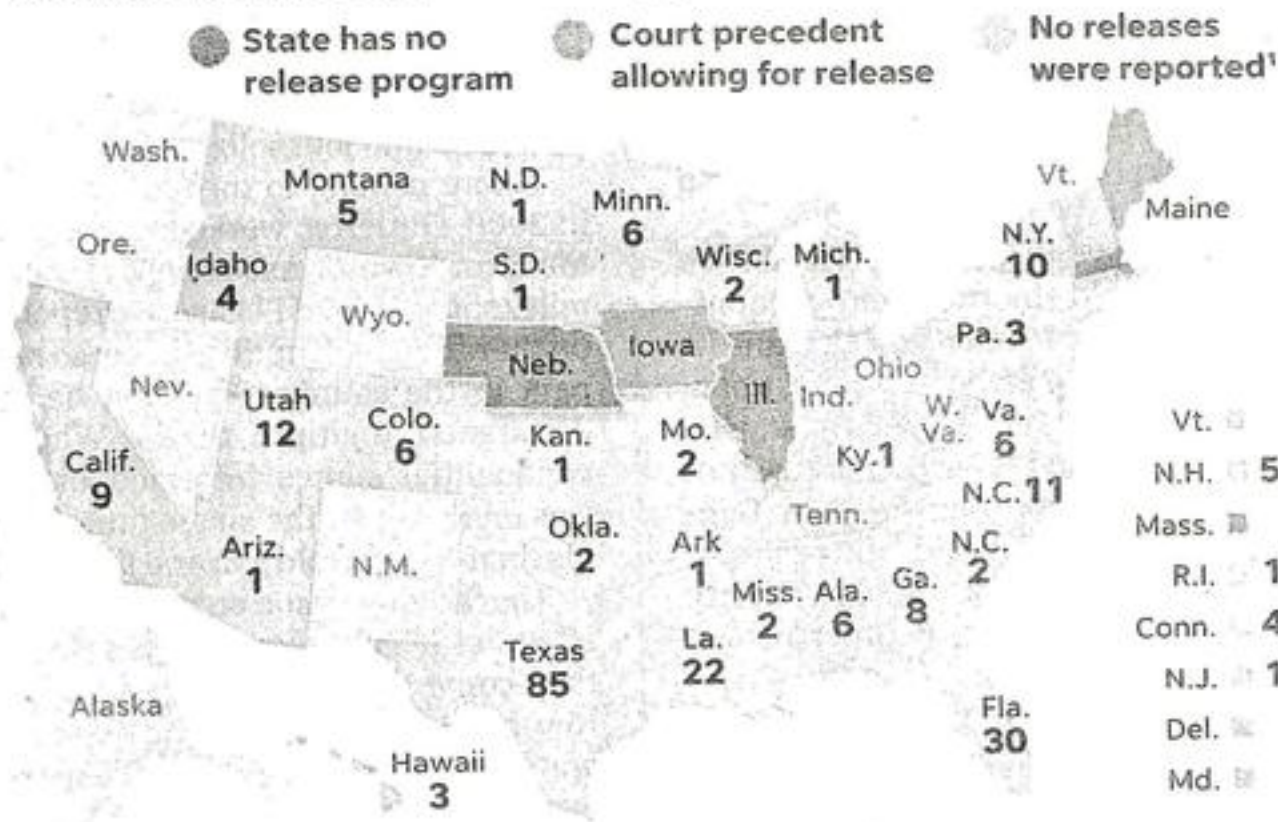 State has no
release program
Court precedent
allowing for release
No releases
were reported¹
Wash.
Montana
5
N.D.
1
Minn.
6
Vt.
Maine
Ore.
Idaho
4
S.D.
1
Wisc.
2
Mich.
1
N.Y.
10
Wyo.
Neb.
Iowa
Ill.
Ind.
Ohio
Pa. 3
Nev.
Utah
12
Colo.
6
Kan.
1
Mo.
2
Ky.1
W.
Va.
Va.
6
Calif.
9
N.C. 11
Ariz.
1
N.M.
Okla.
2
Ark
1
Tenn.
N.C.
2
Miss.
2
Ala.
6
Ga.
8
Texas
85
La.
22
Fla.
30
Alaska
Hawaii
3
Vt.
N.H. 5
Mass.
R.I. 1
Conn. 4
N.J. 1
Del.
Md.